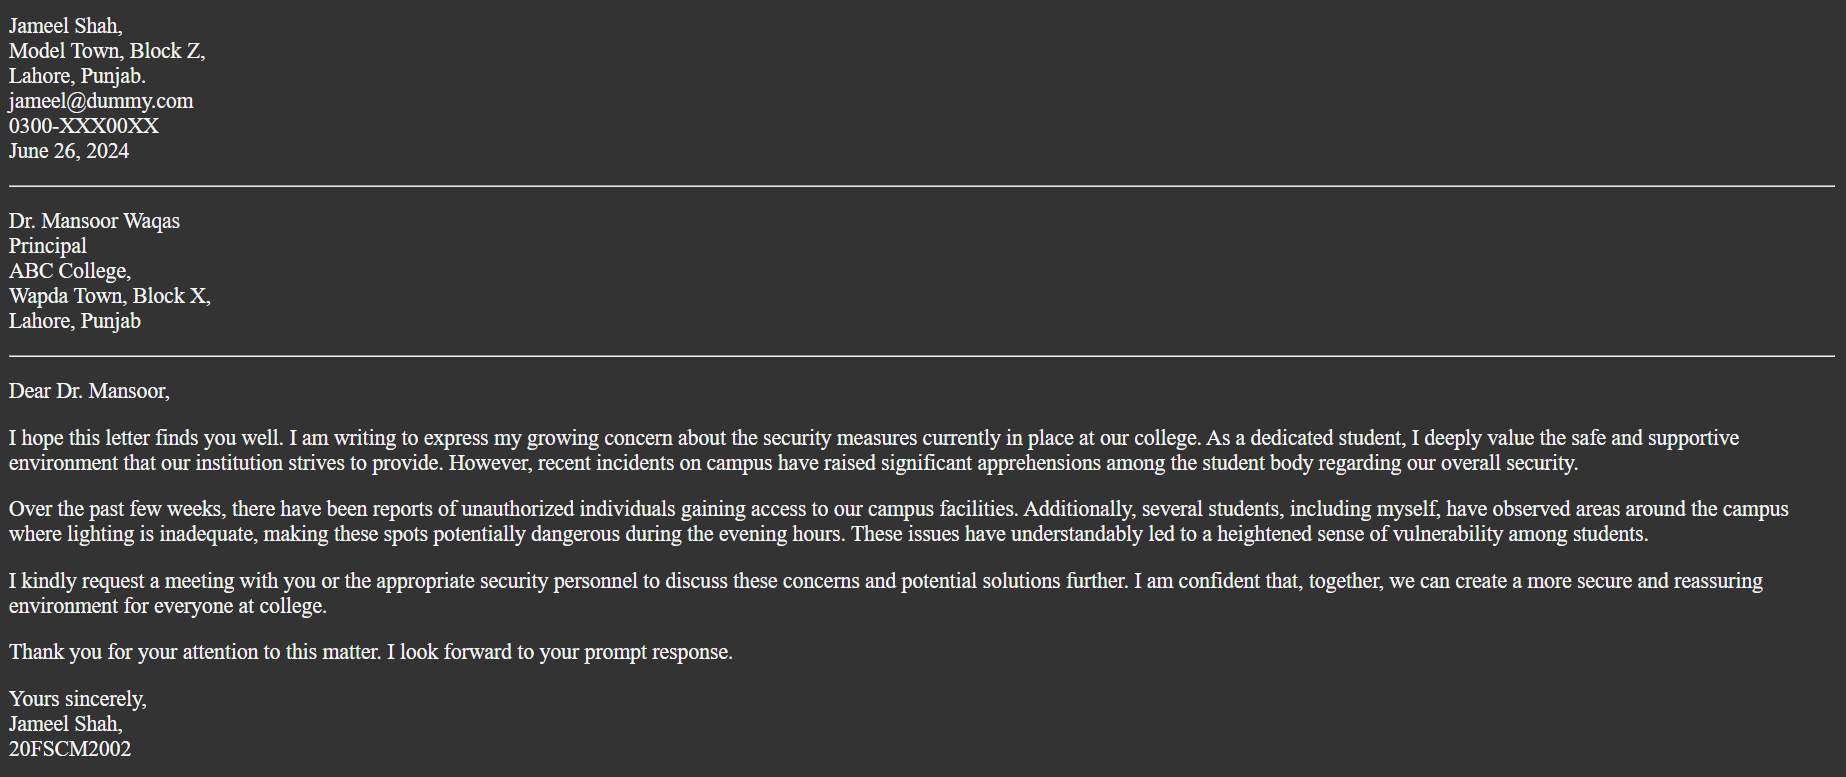 Jameel Shah,
Model Town, Block Z,
Lahore, Punjab.
jameel@dummy.com
0300-XXX00XX
June 26, 2024
Dr. Mansoor Waqas
Principal
ABC College,
Wapda Town, Block X,
Lahore, Punjab
Dear Dr. Mansoor,
I hope this letter finds you well. I am writing to express my growing concern about the security measures currently in place at our college. As a dedicated student, I deeply value the safe and supportive
environment that our institution strives to provide. However, recent incidents on campus have raised significant apprehensions among the student body regarding our overall security.
Over the past few weeks, there have been reports of unauthorized individuals gaining access to our campus facilities. Additionally, several students, including myself, have observed areas around the campus
where lighting is inadequate, making these spots potentially dangerous during the evening hours. These issues have understandably led to a heightened sense of vulnerability among students.
I kindly request a meeting with you or the appropriate security personnel to discuss these concerns and potential solutions further. I am confident that, together, we can create a more secure and reassuring
environment for everyone at college.
Thank you for your attention to this matter. I look forward to your prompt response.
Yours sincerely,
Jameel Shah,
20FSCM2002